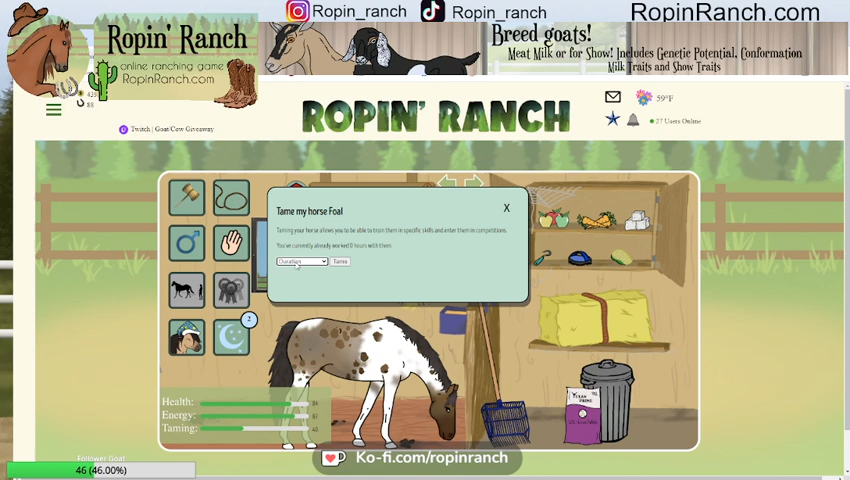 Ropin_ranch
Ropin_ranch
RopinRanch.com
Ropin' Ranch
online ranching game
RopinRanch.com
Breed goats!
Meat Milk or for Show! Includes Genetic Potential, Conformation
Milk Traits and Show Traits
88
ROPIN' RANCH
59°F
27 Users Online
Twitch | Goat/Cow Giveaway
Tame my horse Foal
X
Taming your horse allows you to be able to train them in specific skills and enter them in competitions.
You've currently already worked 0 hours with them
Duration
Tame
2
Health:
Energy:
Taming:
Ko-fi.com/ropinranch
Follower Goat
46 (46.00%)